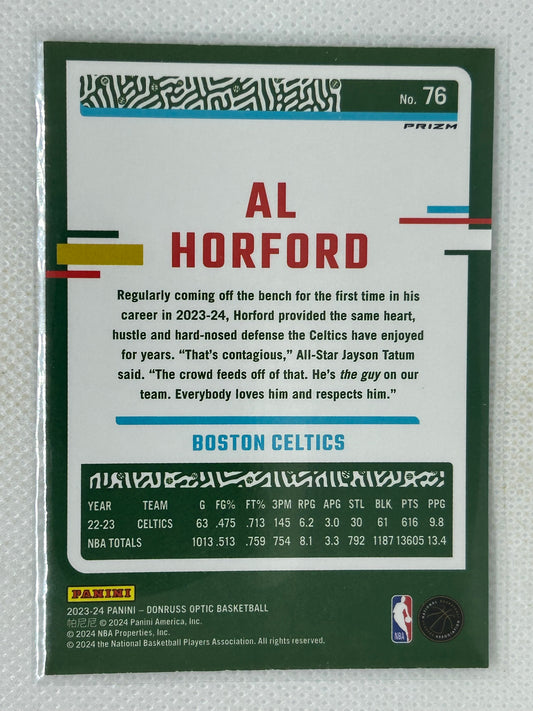 No. 76
PRIZM
AL
HORFORD
Regularly coming off the bench for the first time in his
career in 2023-24, Horford provided the same heart,
hustle and hard-nosed defense the Celtics have enjoyed
for years. “That’s contagious,” All-Star Jayson Tatum
said. “The crowd feeds off of that. He’s the guy on our
team. Everybody loves him and respects him.”
BOSTON CELTICS
YEAR TEAM G FG% FT% 3PM RPG APG STL BLK PTS PPG
22-23 CELTICS 63 .475 .713 145 6.2 3.0 30 61 616 9.8
NBA TOTALS 1013 .513 .759 754 8.1 3.3 792 1187 13605 13.4
PANINI
2023-24 PANINI – DONRUSS OPTIC BASKETBALL
帕尼尼 © 2024 Panini America, Inc.
© 2024 NBA Properties, Inc.
© 2024 the National Basketball Players Association. All rights reserved.
NBA